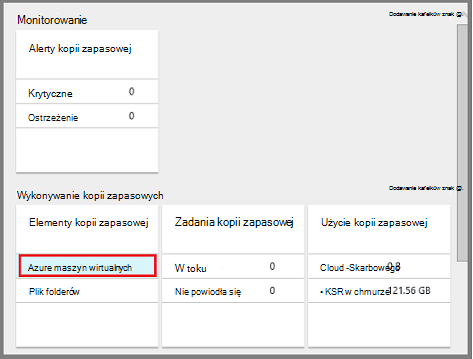 Monitorowanie
Dodawanie kafelków znak
Alerty kopii zapasowej
Krytyczne 0
Ostrzeżenie 0
Wykonywanie kopii zapasowych
Dodawanie kafelków znak
Elementy kopii zapasowej
Azure maszyn wirtualnych
Plik folderów
Zadania kopii zapasowej
W toku 0
Nie powiodła się 0
Użycie kopii zapasowej
Cloud -Skarbowego 0 B
• KSR w chmurze 121.56 GB